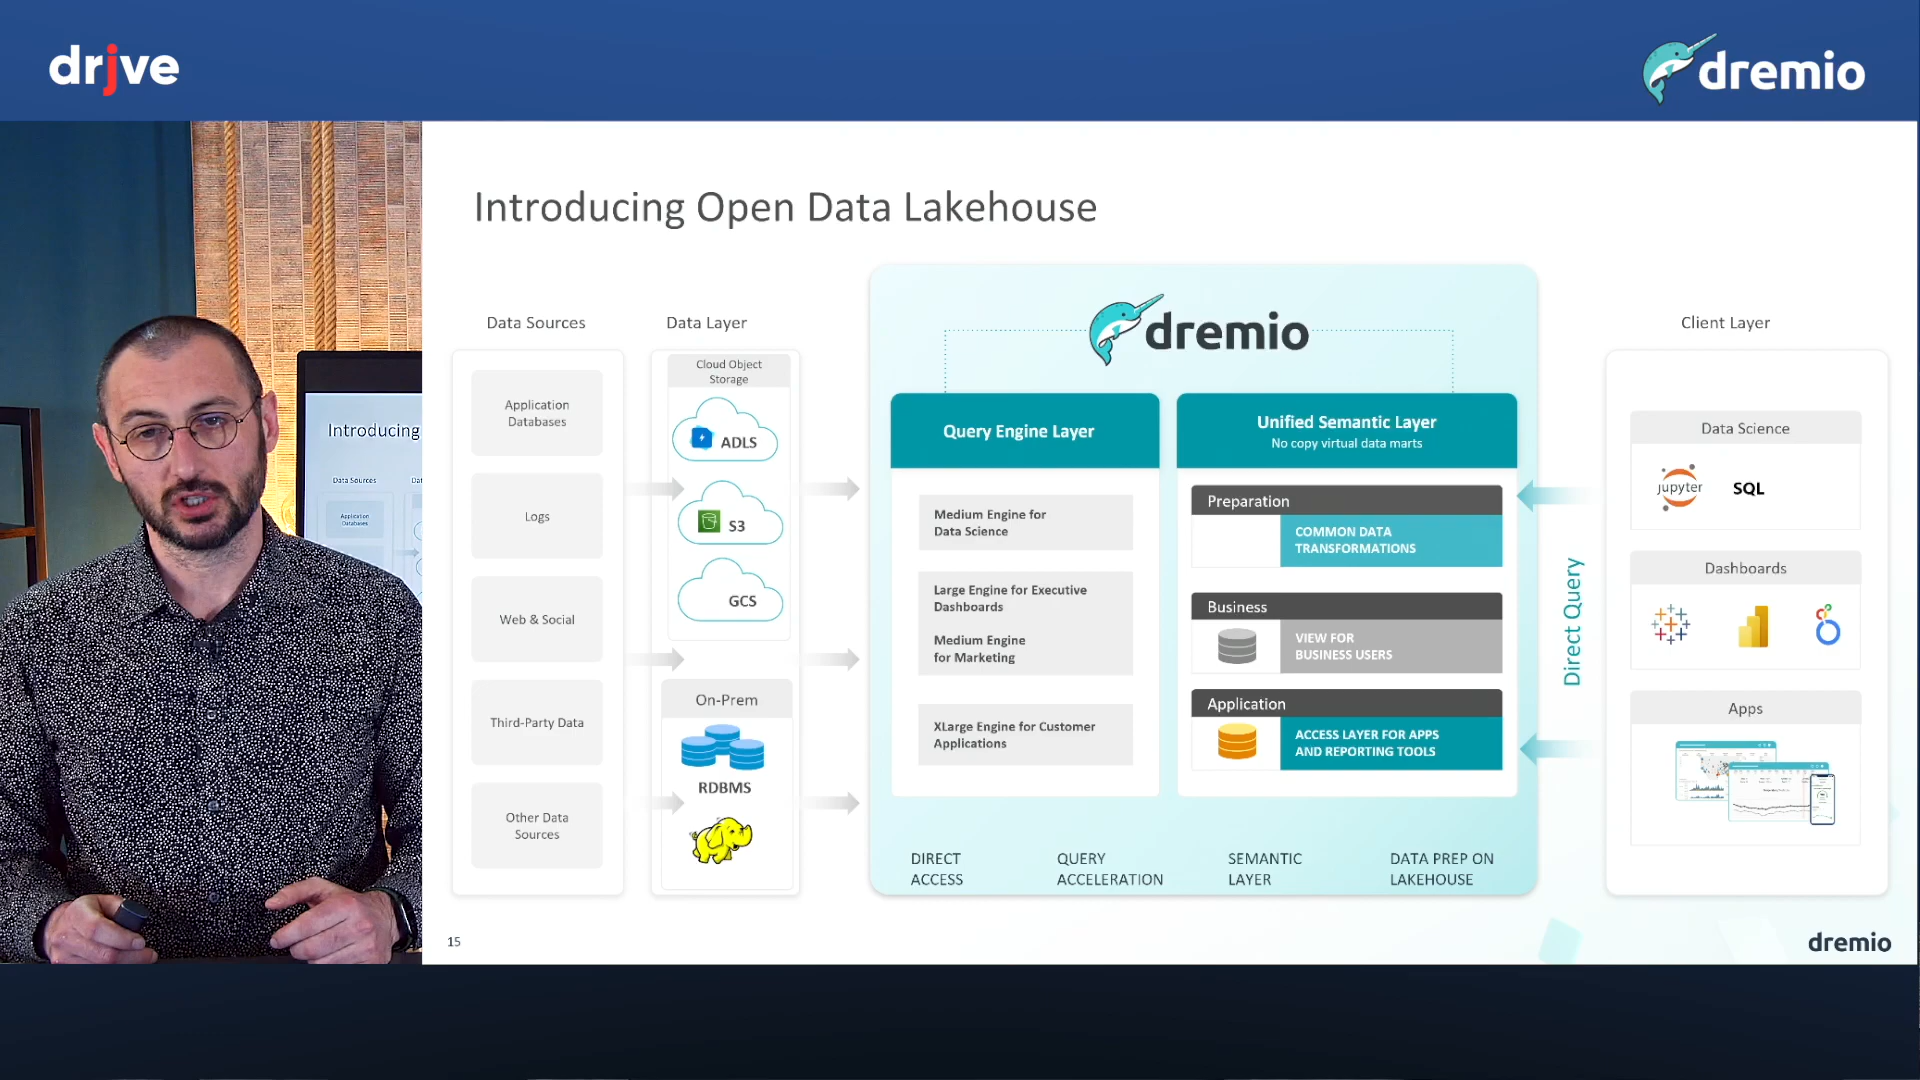 drjve
dremio
Introducing Open Data Lakehouse
Data Sources
Application
Databases
Logs
Web & Social
Third-Party Data
Other Data
Sources
Data Layer
Cloud Object
Storage
ADLS
S3
GCS
On-Prem
RDBMS
dremio
Query Engine Layer
Medium Engine for
Data Science
Large Engine for Executive
Dashboards
Medium Engine
for Marketing
XLarge Engine for Customer
Applications
Unified Semantic Layer
No copy virtual data marts
Preparation
COMMON DATA
TRANSFORMATIONS
Business
VIEW FOR
BUSINESS USERS
Application
ACCESS LAYER FOR APPS
AND REPORTING TOOLS
DIRECT
ACCESS
QUERY
ACCELERATION
SEMANTIC
LAYER
DATA PREP ON
LAKEHOUSE
Direct Query
Client Layer
Data Science
jupyter
SQL
Dashboards
Apps
15
dremio
Introducing
Data Sources
Dat
Application
Databases